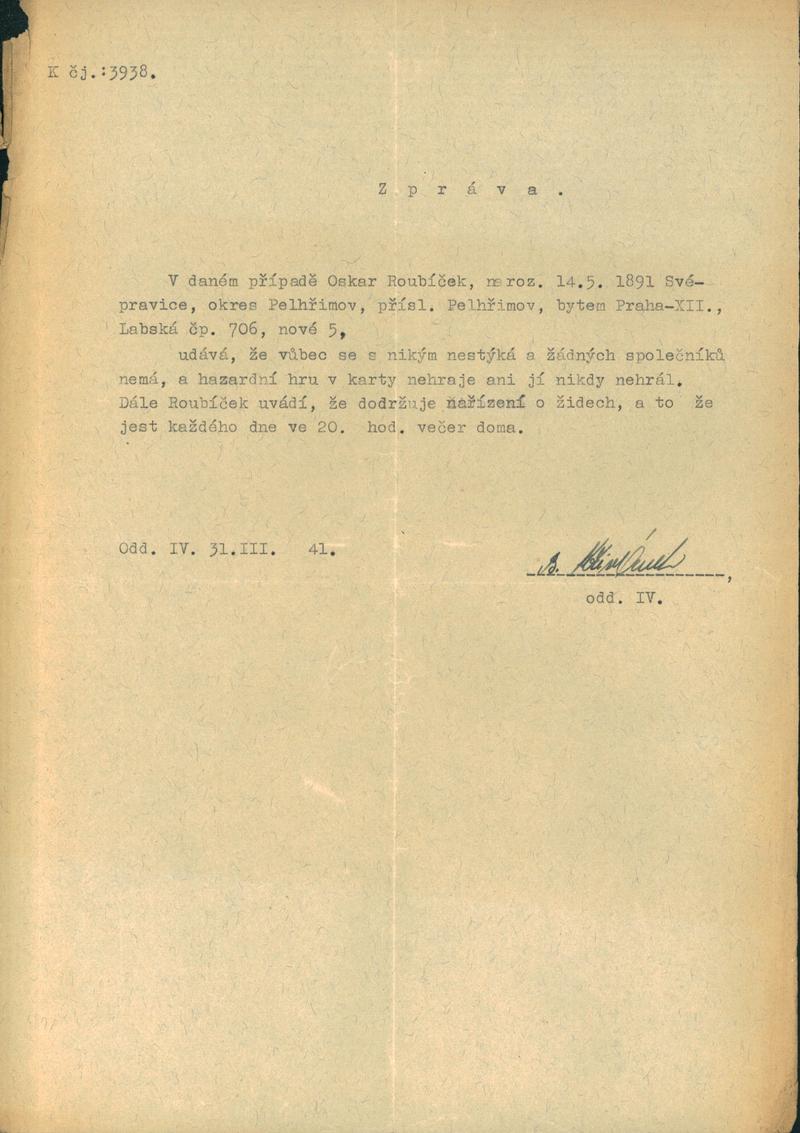 K čj.:3938.
Z p r á v a .
V daném případě Oskar Roubíček, naroz. 14.5. 1891 Své-
pravice, okres Pelhřimov, přísl. Pelhřimov, bytem Praha-XII.,
Labská čp. 706, nové 5,
udává, že vůbec se s nikým nestýká a žádných společníků
nemá, a hazardní hru v karty nehraje ani jí nikdy nehrál.
Dále Roubíček uvádí, že dodržuje nařízení o židech, a to že
jest každého dne ve 20. hod. večer doma.
Odd. IV. 31.III. 41.
odd. IV.